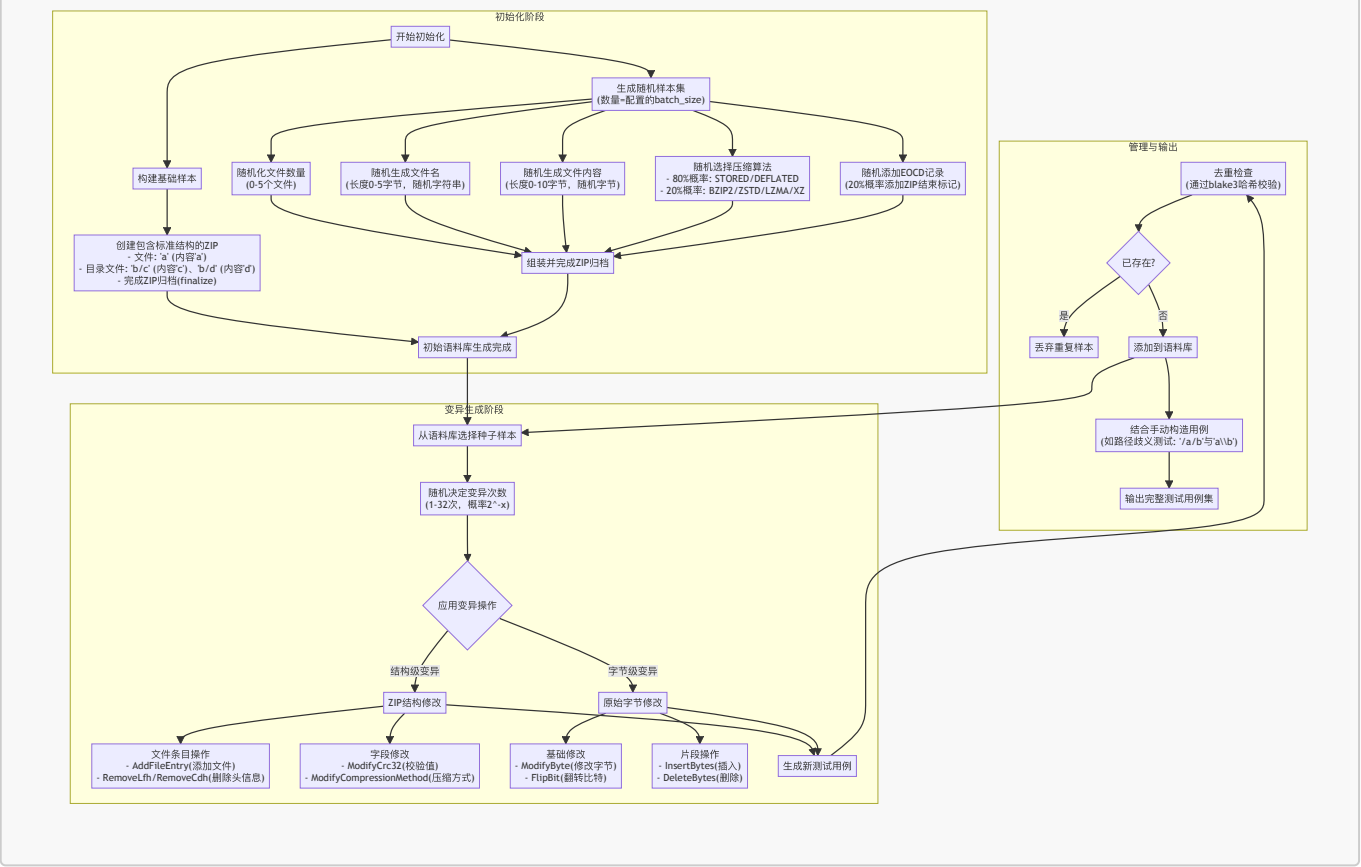 初始化阶段
开始初始化
生成随机样本集
(数量=配置的batch_size)
构建基础样本
随机化文件数量
(0-5个文件)
随机生成文件名
(长度0-5字节，随机字符串)
随机生成文件内容
(长度0-10字节，随机字节)
随机选择压缩算法
- 80%概率: STORED/DEFLATED
- 20%概率: BZIP2/ZSTD/LZMA/XZ
随机添加EOCD记录
(20%概率添加ZIP结束标记)
创建包含标准结构的ZIP
- 文件: 'a' (内容'a')
- 目录文件: 'b/c' (内容'c')、'b/d' (内容'd')
- 完成ZIP归档(finalize)
组装并完成ZIP归档
初始语料库生成完成
变异生成阶段
从语料库选择种子样本
随机决定变异次数
(1-32次，概率2^-x)
应用变异操作
结构级变异
字节级变异
ZIP结构修改
原始字节修改
文件条目操作
- AddFileEntry(添加文件)
- RemoveLfh/RemoveCdh(删除头信息)
字段修改
- ModifyCrc32(校验值)
- ModifyCompressionMethod(压缩方式)
基础修改
- ModifyByte(修改字节)
- FlipBit(翻转比特)
片段操作
- InsertBytes(插入)
- DeleteBytes(删除)
生成新测试用例
管理与输出
去重检查
(通过blake3哈希校验)
已存在?
是
否
丢弃重复样本
添加到语料库
结合手动构造用例
(如路径歧义测试: '/a/b'与'a\\b')
输出完整测试用例集